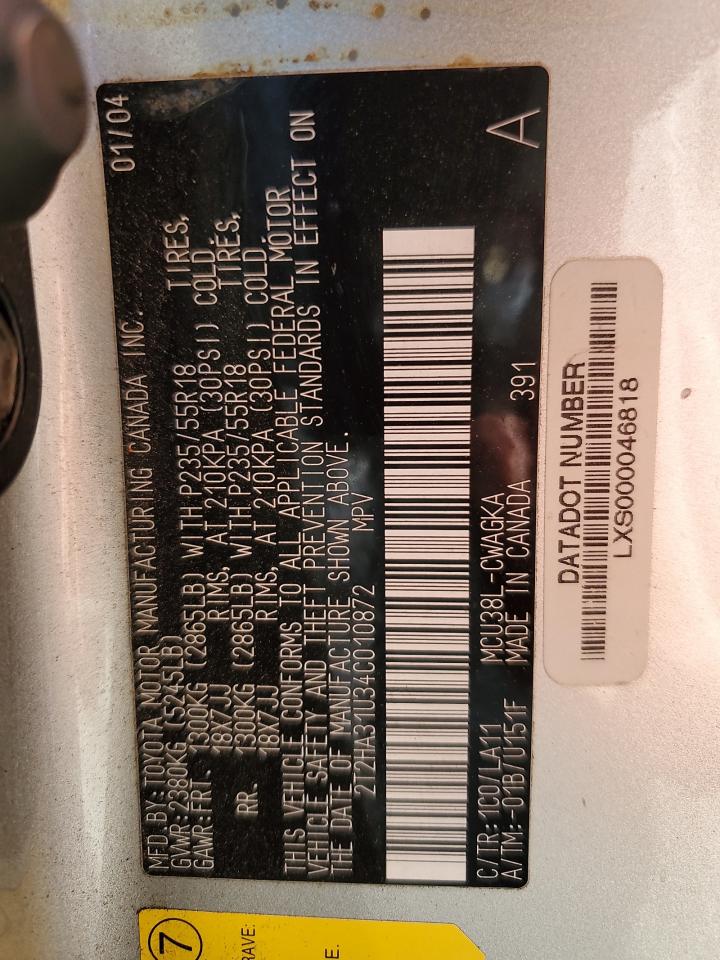 MFD.BY:TOYOTA MOTOR MANUFACTURING CANADA INC. 01/04
GVWR:2380KG (5245LB)
GAWR:FRT. 1300KG (2865LB) WITH P235/55R18 TIRES,
18X7JJ RIMS, AT 210KPA (30PSI) COLD
RR. 1300KG (2865LB) WITH P235/55R18 TIRES,
18X7JJ RIMS, AT 210KPA (30PSI) COLD
THIS VEHICLE CONFORMS TO ALL APPLICABLE FEDERAL MOTOR
VEHICLE SAFETY AND THEFT PREVENTION STANDARDS IN EFFECT ON
THE DATE OF MANUFACTURE SHOWN ABOVE.
2T2HA31U34C010872 MPV
C/TR:1C0/LA11 MCU38L-CWAGKA A
A/TM:-01B/U151F MADE IN CANADA 391
DATADOT NUMBER
LXS000046818
7
RAVE:
E.